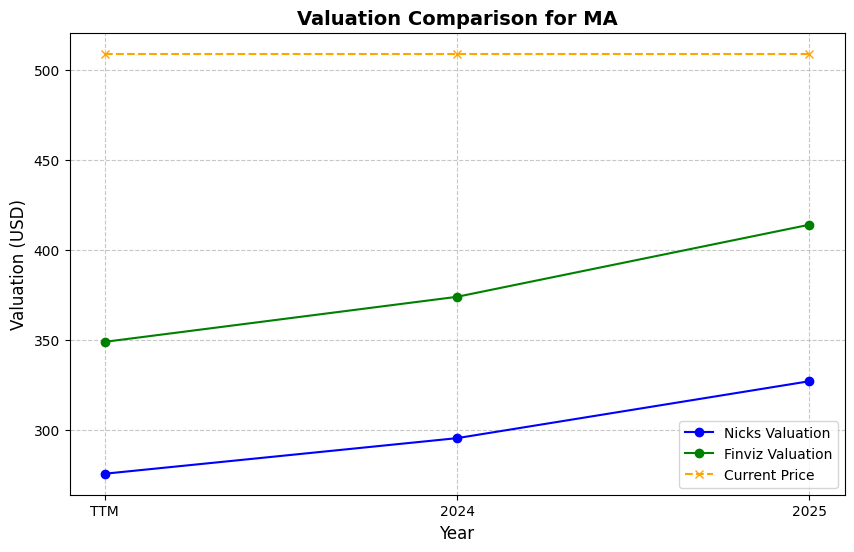 Valuation Comparison for MA
Valuation (USD)
500
450
400
350
300
TTM
2024
2025
Year
Nicks Valuation
Finviz Valuation
Current Price